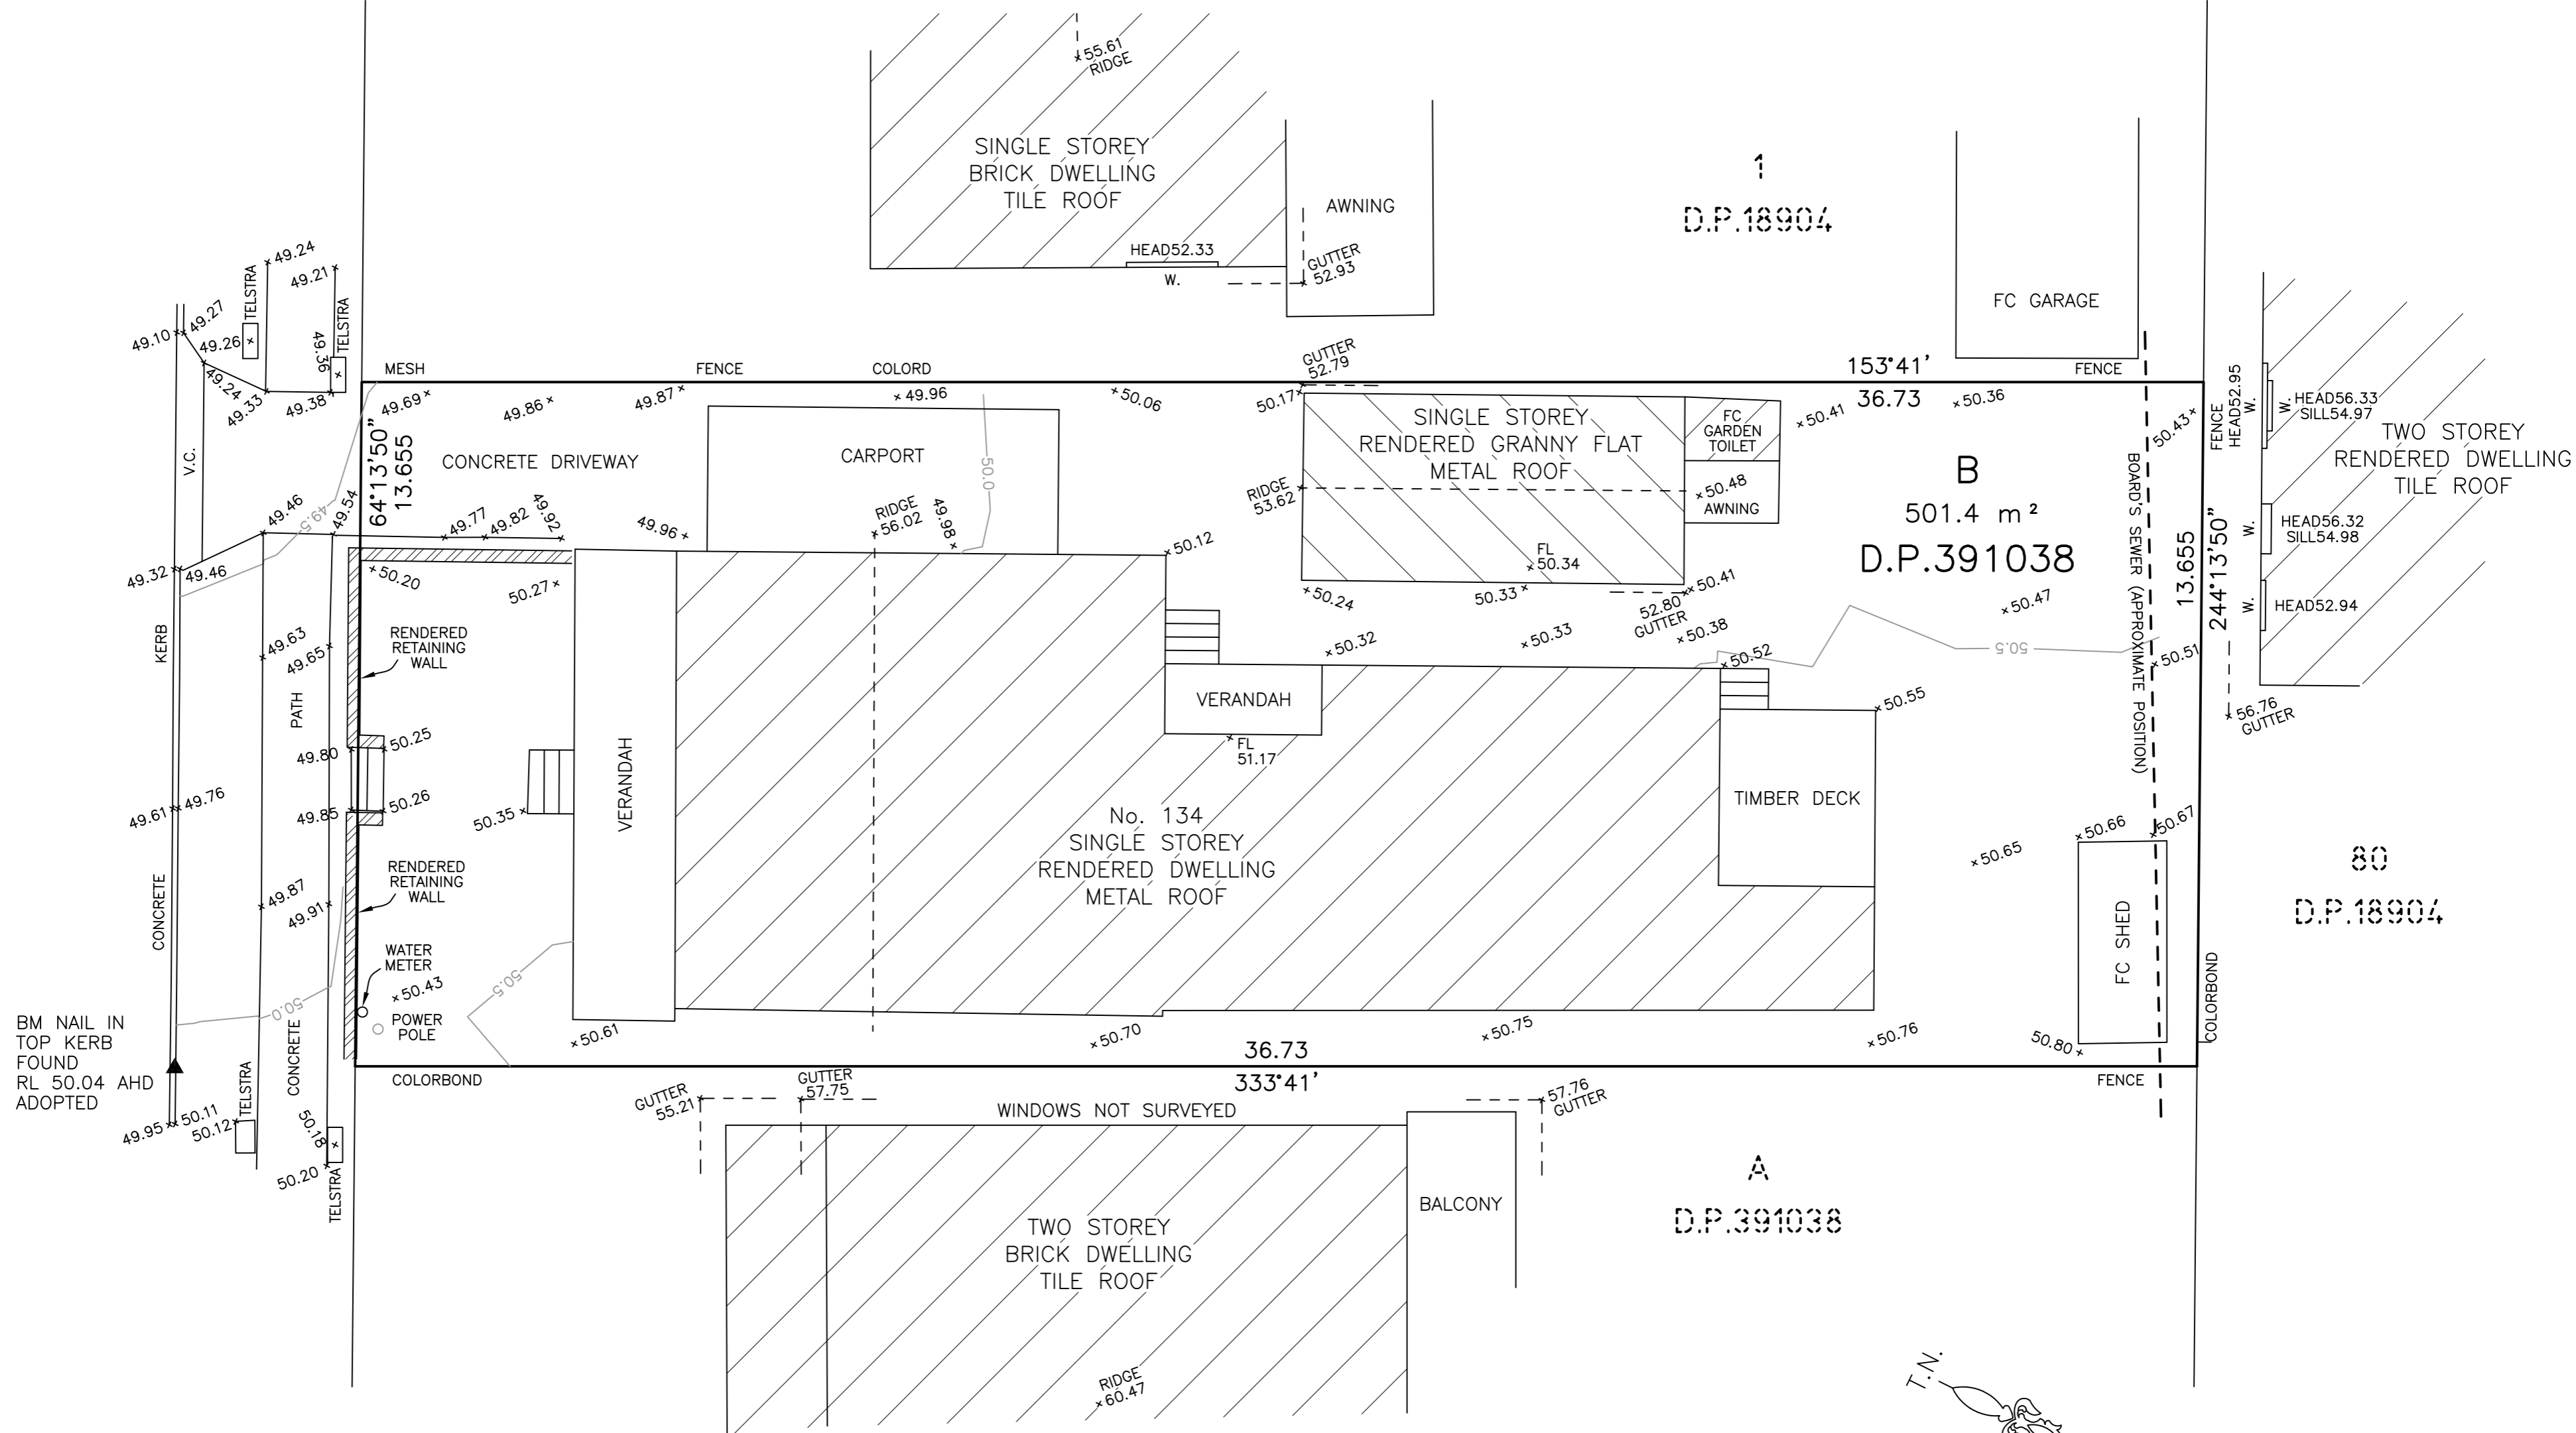 55.61
RIDGE
SINGLE STOREY
BRICK DWELLING
TILE ROOF
AWNING
1
D.P.18904
HEAD52.33
W.
GUTTER
52.93
FC GARAGE
49.24
49.21
TELSTRA
TELSTRA
49.10
49.27
49.26
49.36
49.24
49.33
49.38
MESH
FENCE
COLORD
GUTTER
52.79
153°41'
36.73
FENCE
49.69
49.86
49.87
49.96
50.06
50.17
50.41
50.36
50.43
FENCE
HEAD52.95
W.
W.
HEAD56.33
SILL54.97
TWO STOREY
RENDERED DWELLING
TILE ROOF
V.C.
64°13'50"
13.655
CONCRETE DRIVEWAY
CARPORT
50.0
SINGLE STOREY
RENDERED GRANNY FLAT
METAL ROOF
FC
GARDEN
TOILET
B
501.4 m²
D.P.391038
BOARD'S SEWER (APPROXIMATE POSITION)
RIDGE
53.62
50.48
AWNING
49.46
49.5
49.54
49.77
49.82
49.92
49.96
RIDGE
56.02
49.98
50.12
FL
50.34
13.655
244°13'50"
W.
HEAD56.32
SILL54.98
49.32
49.46
50.20
50.27
50.24
50.33
52.80
GUTTER
50.41
50.47
W.
HEAD52.94
KERB
49.63
49.65
RENDERED
RETAINING
WALL
50.32
50.33
50.38
50.52
50.5
50.51
PATH
VERANDAH
50.55
56.76
GUTTER
49.80
50.25
FL
51.17
49.61
49.76
49.85
50.26
50.35
VERANDAH
TIMBER DECK
No. 134
SINGLE STOREY
RENDERED DWELLING
METAL ROOF
50.66
50.67
50.65
80
D.P.18904
CONCRETE
49.87
49.91
RENDERED
RETAINING
WALL
FC SHED
WATER
METER
50.43
50.5
50.0
POWER
POLE
COLORBOND
BM NAIL IN
TOP KERB
FOUND
RL 50.04 AHD
ADOPTED
CONCRETE
50.61
50.70
50.75
50.76
50.80
36.73
333°41'
COLORBOND
FENCE
TELSTRA
49.95
50.11
50.12
50.18
50.20
TELSTRA
GUTTER
55.21
GUTTER
57.75
WINDOWS NOT SURVEYED
57.76
GUTTER
A
D.P.391038
BALCONY
TWO STOREY
BRICK DWELLING
TILE ROOF
RIDGE
60.47
T.N.